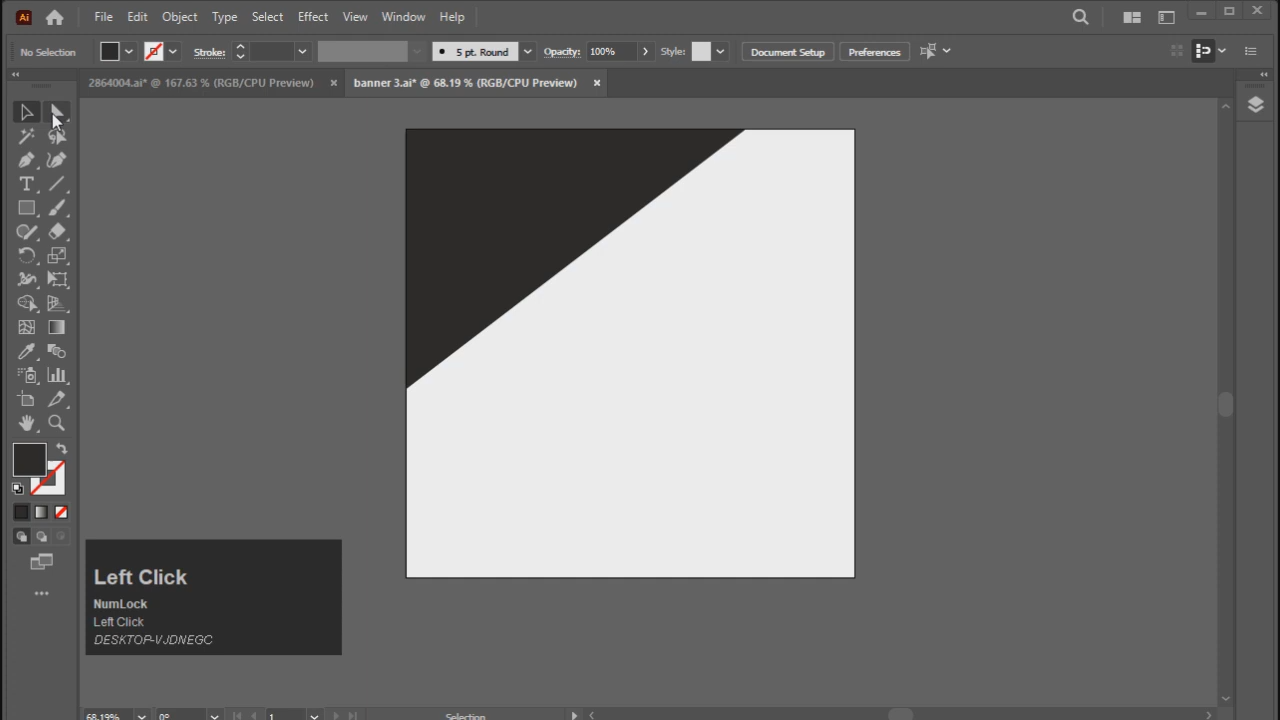 Ai File Edit Object Type Select Effect View Window Help
No Selection Stroke: 5 pt. Round Opacity: 100% Style: Document Setup Preferences
2864004.ai* @ 167.63 % (RGB/CPU Preview) × banner 3.ai* @ 68.19 % (RGB/CPU Preview) ×
Left Click
NumLock
Left Click
DESKTOP-VJDNEGC
68.19% 0° 1 Selection